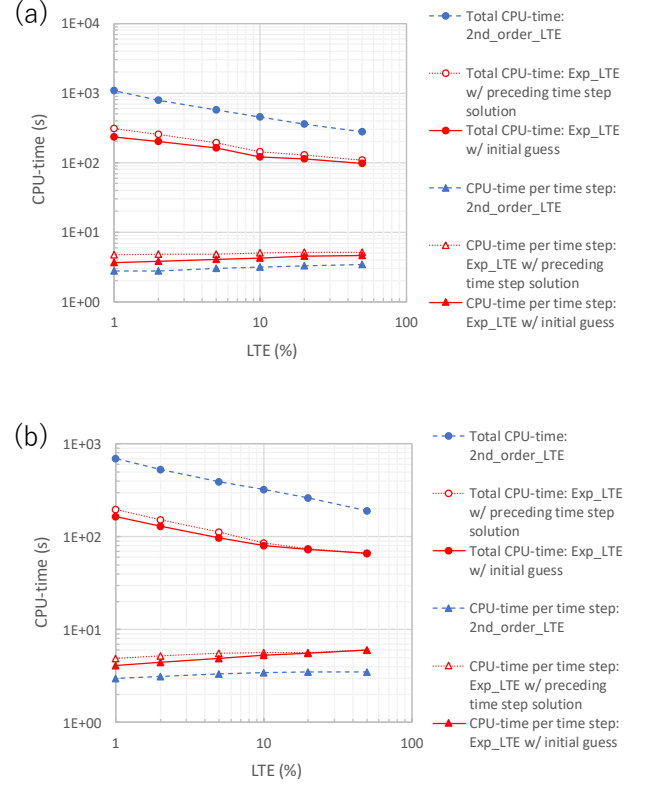 (a)
1E+04
1E+03
1E+02
1E+01
1E+00
CPU-time (s)
1
10
100
LTE (%)
Total CPU-time:
2nd_order_LTE
Total CPU-time: Exp_LTE
w/ preceding time step
solution
Total CPU-time: Exp_LTE
w/ initial guess
CPU-time per time step:
2nd_order_LTE
CPU-time per time step:
Exp_LTE w/ preceding
time step solution
CPU-time per time step:
Exp_LTE w/ initial guess
(b)
1E+03
1E+02
1E+01
1E+00
CPU-time (s)
1
10
100
LTE (%)
Total CPU-time:
2nd_order_LTE
Total CPU-time: Exp_LTE
w/ preceding time step
solution
Total CPU-time: Exp_LTE
w/ initial guess
CPU-time per time step:
2nd_order_LTE
CPU-time per time step:
Exp_LTE w/ preceding
time step solution
CPU-time per time step:
Exp_LTE w/ initial guess